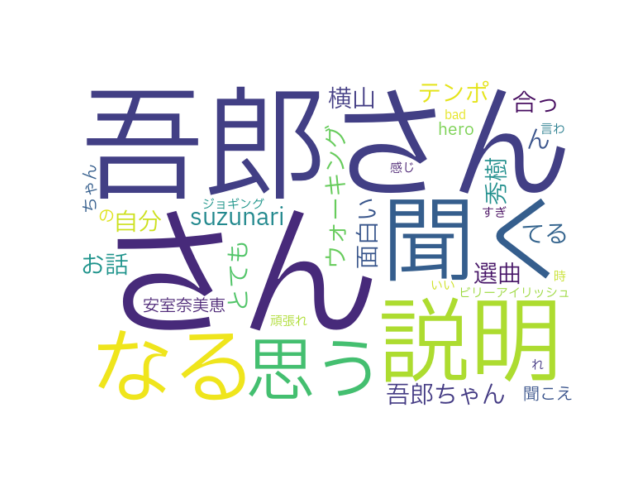 吾郎さん
横山
テンポ
合っ
bad
hero
言わ
ん
感じ
ちゃん
ジョギング
ウォーキング
秀樹
すぎ
の
自分
suzunari
面白い
聞く
てる
さん
お話
とても
選曲
安室奈美恵
いい
時
ビリーアイリッシュ
なる
思う
頑張れ
説明
れ
吾郎ちゃん
聞こえ